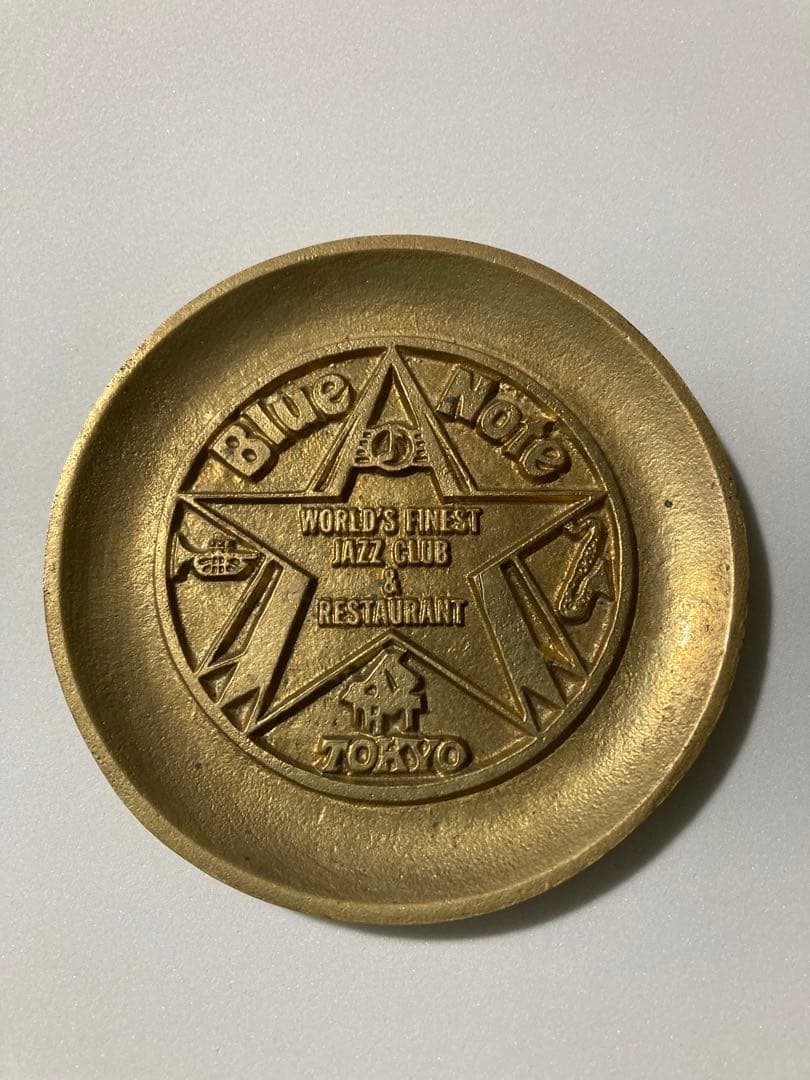 Blue Note
WORLD'S FINEST
JAZZ CLUB
&
RESTAURANT
TOKYO